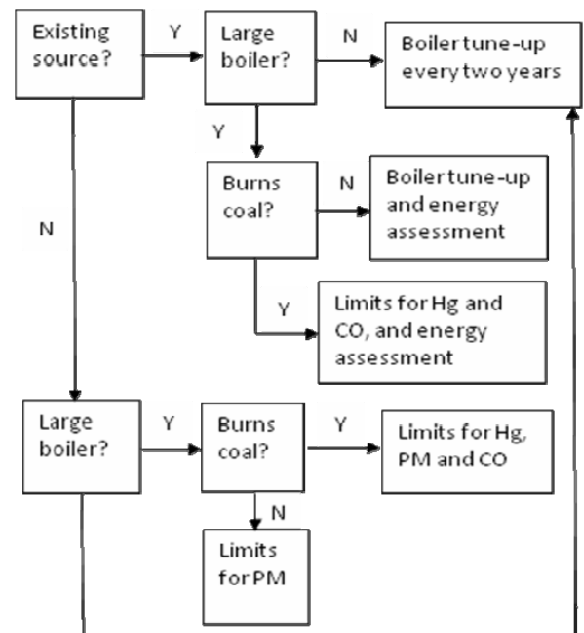 Existing
source?
Y
Large
boiler?
N
Boiler tune-up
every two years
Y
Burns
coal?
N
Boiler tune-up
and energy
assessment
N
Y
Limits for Hg and
CO, and energy
assessment
Large
boiler?
Y
Burns
coal?
Y
Limits for Hg,
PM and CO
N
Limits
for PM